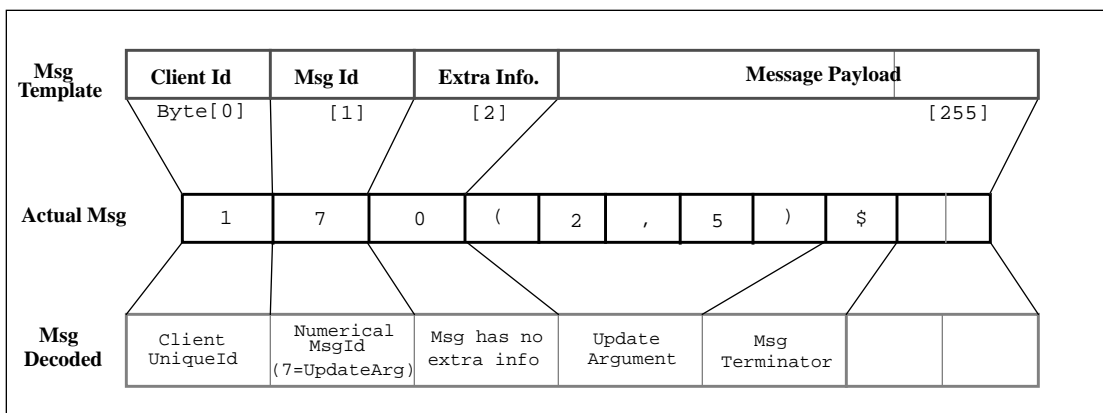 Msg Template
Client Id Msg Id Extra Info. Message Payload
Byte[0] [1] [2] [255]
Actual Msg 1 7 0 ( 2 , 5 ) $
Msg Decoded
Client UniqueId
Numerical MsgId (7=UpdateArg)
Msg has no extra info
Update Argument
Msg Terminator